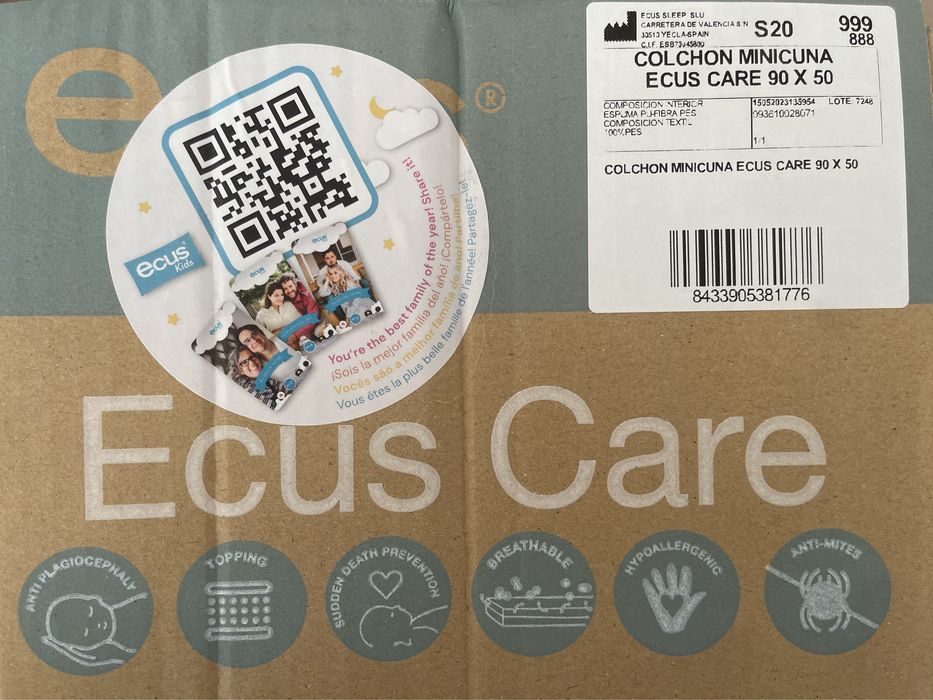 ecus®
ECUS SLEEP SLU
CARRETERA DE VALENCIA S/N
30510 YECLA-SPAIN
S20
999
888
COLCHON MINICUNA
ECUS CARE 90 X 50
COMPOSICION INTERIOR
ESPUMA PU-FIBRA PES
COMPOSICION TEXTIL
100%PES
15052023135954 LOTE: 7248
093610028071
1/1
COLCHON MINICUNA ECUS CARE 90 X 50
8433905381776
ecus
Kids
You're the best family of the year! Share it!
¡Sois la mejor familia del año! ¡Compártelo!
Vocês são a melhor família do ano! Partilhe!
Vous êtes la plus belle famille de l'année! Partagez-le!
Ecus Care
ANTI PLAGIOCEPHALY
TOPPING
SUDDEN DEATH PREVENTION
BREATHABLE
HYPOALLERGENIC
ANTI-MITES